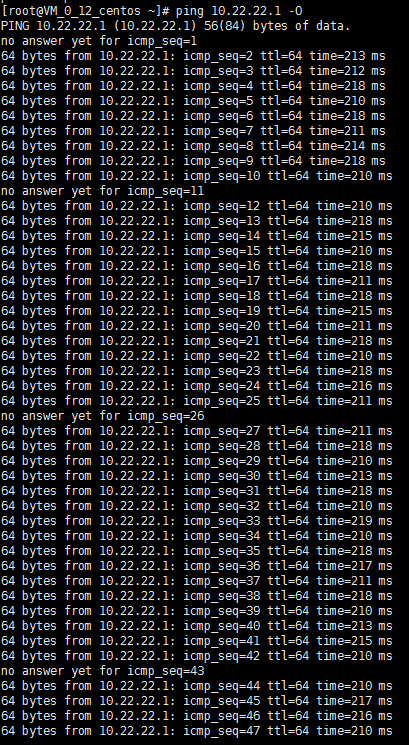 [root@VM_0_12_centos ~]# ping 10.22.22.1 -O
PING 10.22.22.1 (10.22.22.1) 56(84) bytes of data.
no answer yet for icmp_seq=1
64 bytes from 10.22.22.1: icmp_seq=2 ttl=64 time=213 ms
64 bytes from 10.22.22.1: icmp_seq=3 ttl=64 time=212 ms
64 bytes from 10.22.22.1: icmp_seq=4 ttl=64 time=218 ms
64 bytes from 10.22.22.1: icmp_seq=5 ttl=64 time=210 ms
64 bytes from 10.22.22.1: icmp_seq=6 ttl=64 time=218 ms
64 bytes from 10.22.22.1: icmp_seq=7 ttl=64 time=211 ms
64 bytes from 10.22.22.1: icmp_seq=8 ttl=64 time=214 ms
64 bytes from 10.22.22.1: icmp_seq=9 ttl=64 time=218 ms
64 bytes from 10.22.22.1: icmp_seq=10 ttl=64 time=210 ms
no answer yet for icmp_seq=11
64 bytes from 10.22.22.1: icmp_seq=12 ttl=64 time=210 ms
64 bytes from 10.22.22.1: icmp_seq=13 ttl=64 time=218 ms
64 bytes from 10.22.22.1: icmp_seq=14 ttl=64 time=215 ms
64 bytes from 10.22.22.1: icmp_seq=15 ttl=64 time=210 ms
64 bytes from 10.22.22.1: icmp_seq=16 ttl=64 time=218 ms
64 bytes from 10.22.22.1: icmp_seq=17 ttl=64 time=211 ms
64 bytes from 10.22.22.1: icmp_seq=18 ttl=64 time=218 ms
64 bytes from 10.22.22.1: icmp_seq=19 ttl=64 time=215 ms
64 bytes from 10.22.22.1: icmp_seq=20 ttl=64 time=211 ms
64 bytes from 10.22.22.1: icmp_seq=21 ttl=64 time=218 ms
64 bytes from 10.22.22.1: icmp_seq=22 ttl=64 time=210 ms
64 bytes from 10.22.22.1: icmp_seq=23 ttl=64 time=218 ms
64 bytes from 10.22.22.1: icmp_seq=24 ttl=64 time=216 ms
64 bytes from 10.22.22.1: icmp_seq=25 ttl=64 time=211 ms
no answer yet for icmp_seq=26
64 bytes from 10.22.22.1: icmp_seq=27 ttl=64 time=211 ms
64 bytes from 10.22.22.1: icmp_seq=28 ttl=64 time=218 ms
64 bytes from 10.22.22.1: icmp_seq=29 ttl=64 time=210 ms
64 bytes from 10.22.22.1: icmp_seq=30 ttl=64 time=213 ms
64 bytes from 10.22.22.1: icmp_seq=31 ttl=64 time=218 ms
64 bytes from 10.22.22.1: icmp_seq=32 ttl=64 time=210 ms
64 bytes from 10.22.22.1: icmp_seq=33 ttl=64 time=219 ms
64 bytes from 10.22.22.1: icmp_seq=34 ttl=64 time=210 ms
64 bytes from 10.22.22.1: icmp_seq=35 ttl=64 time=218 ms
64 bytes from 10.22.22.1: icmp_seq=36 ttl=64 time=217 ms
64 bytes from 10.22.22.1: icmp_seq=37 ttl=64 time=211 ms
64 bytes from 10.22.22.1: icmp_seq=38 ttl=64 time=218 ms
64 bytes from 10.22.22.1: icmp_seq=39 ttl=64 time=210 ms
64 bytes from 10.22.22.1: icmp_seq=40 ttl=64 time=213 ms
64 bytes from 10.22.22.1: icmp_seq=41 ttl=64 time=215 ms
64 bytes from 10.22.22.1: icmp_seq=42 ttl=64 time=210 ms
no answer yet for icmp_seq=43
64 bytes from 10.22.22.1: icmp_seq=44 ttl=64 time=210 ms
64 bytes from 10.22.22.1: icmp_seq=45 ttl=64 time=217 ms
64 bytes from 10.22.22.1: icmp_seq=46 ttl=64 time=216 ms
64 bytes from 10.22.22.1: icmp_seq=47 ttl=64 time=210 ms